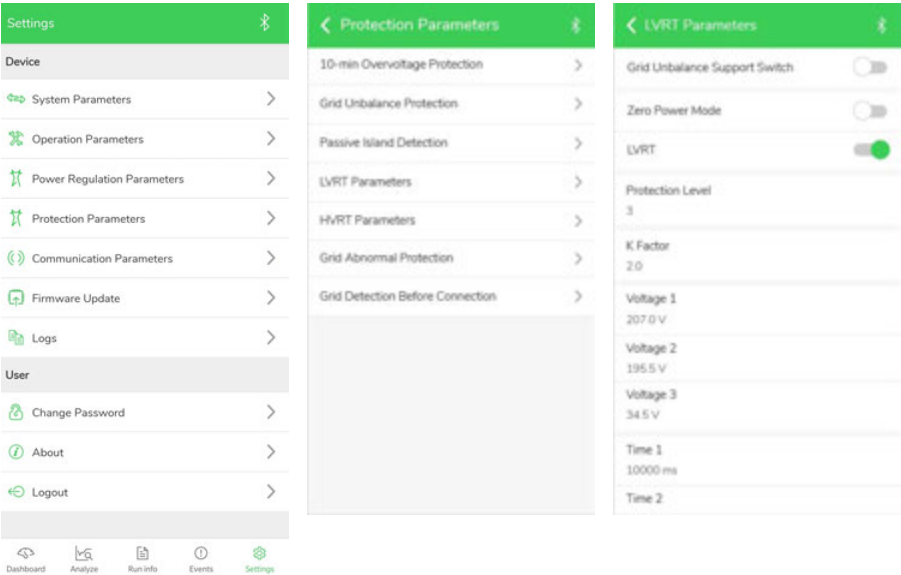 Settings
Device
System Parameters
Operation Parameters
Power Regulation Parameters
Protection Parameters
Communication Parameters
Firmware Update
Logs
User
Change Password
About
Logout
Dashboard
Analyze
Run info
Events
Settings
Protection Parameters
10-min Overvoltage Protection
Grid Unbalance Protection
Passive Island Detection
LVRT Parameters
HVRT Parameters
Grid Abnormal Protection
Grid Detection Before Connection
LVRT Parameters
Grid Unbalance Support Switch
Zero Power Mode
LVRT
Protection Level
3
K Factor
2.0
Voltage 1
207.0 V
Voltage 2
195.5 V
Voltage 3
34.5 V
Time 1
10000 ms
Time 2